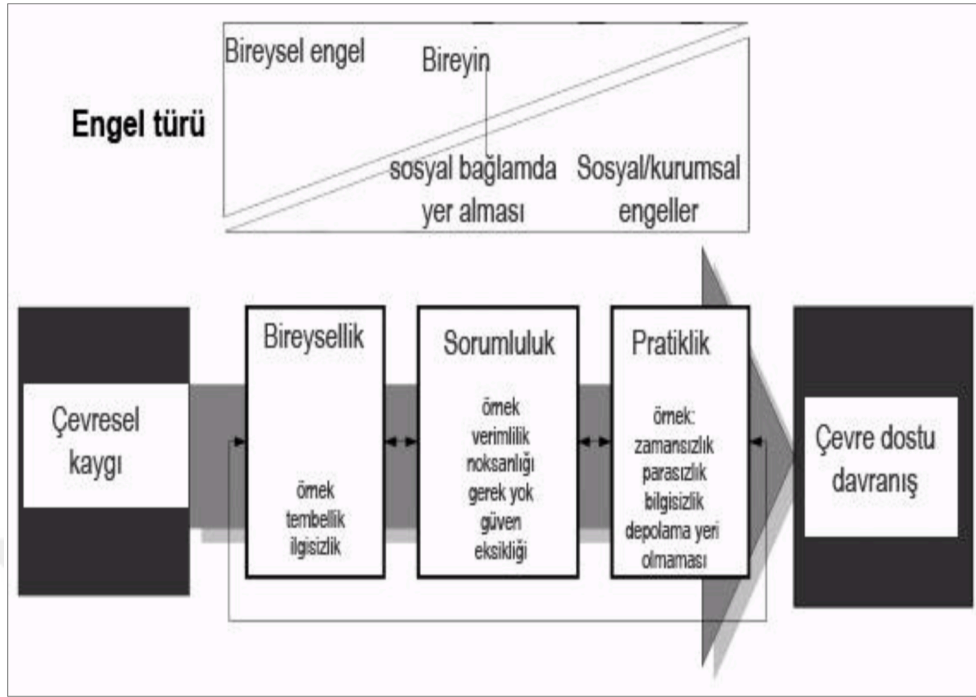 Bireysel engel
Bireyin
Engel türü
sosyal bağlamda
yer alması
Sosyal/kurumsal
engeller
Çevresel
kaygı
Bireysellik
örnek
tembellik
ilgisizlik
Sorumluluk
örnek
verimlilik
noksanlığı
gerek yok
güven
eksikliği
Pratiklik
örnek:
zamansızlık
parasızlık
bilgisizlik
depolama yeri
olmaması
Çevre dostu
davranış